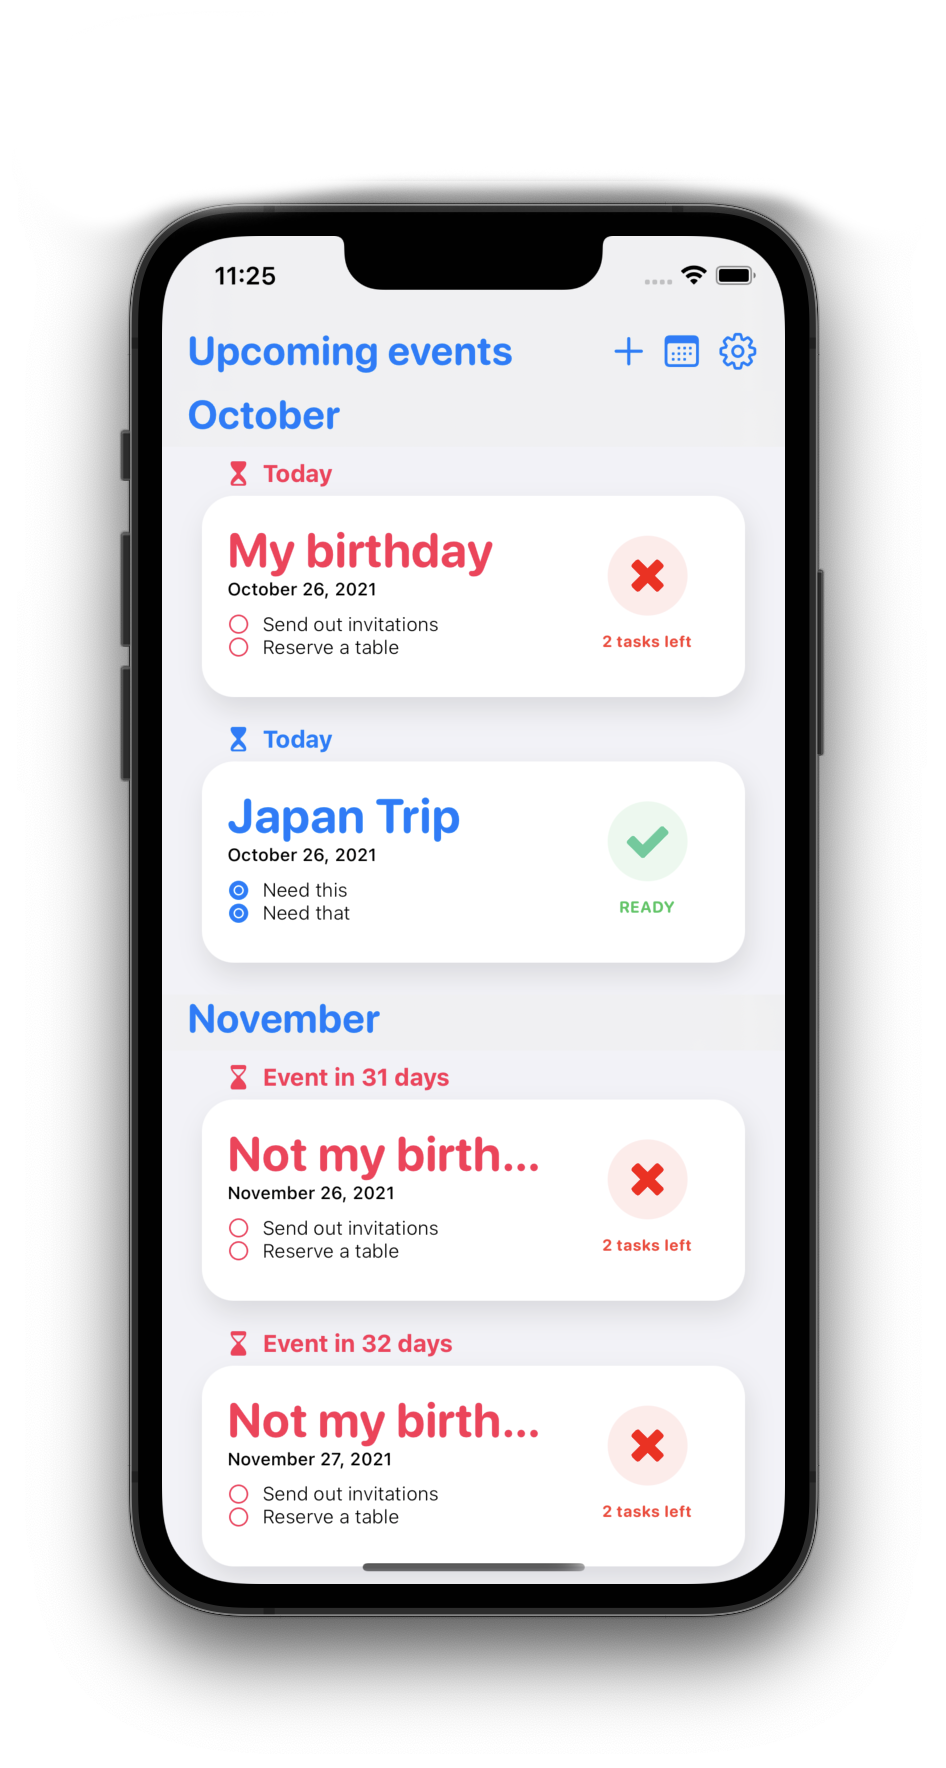 11:25
Upcoming events
October
Today
My birthday
October 26, 2021
Send out invitations
Reserve a table
2 tasks left
Today
Japan Trip
October 26, 2021
Need this
Need that
READY
November
Event in 31 days
Not my birth...
November 26, 2021
Send out invitations
Reserve a table
2 tasks left
Event in 32 days
Not my birth...
November 27, 2021
Send out invitations
Reserve a table
2 tasks left